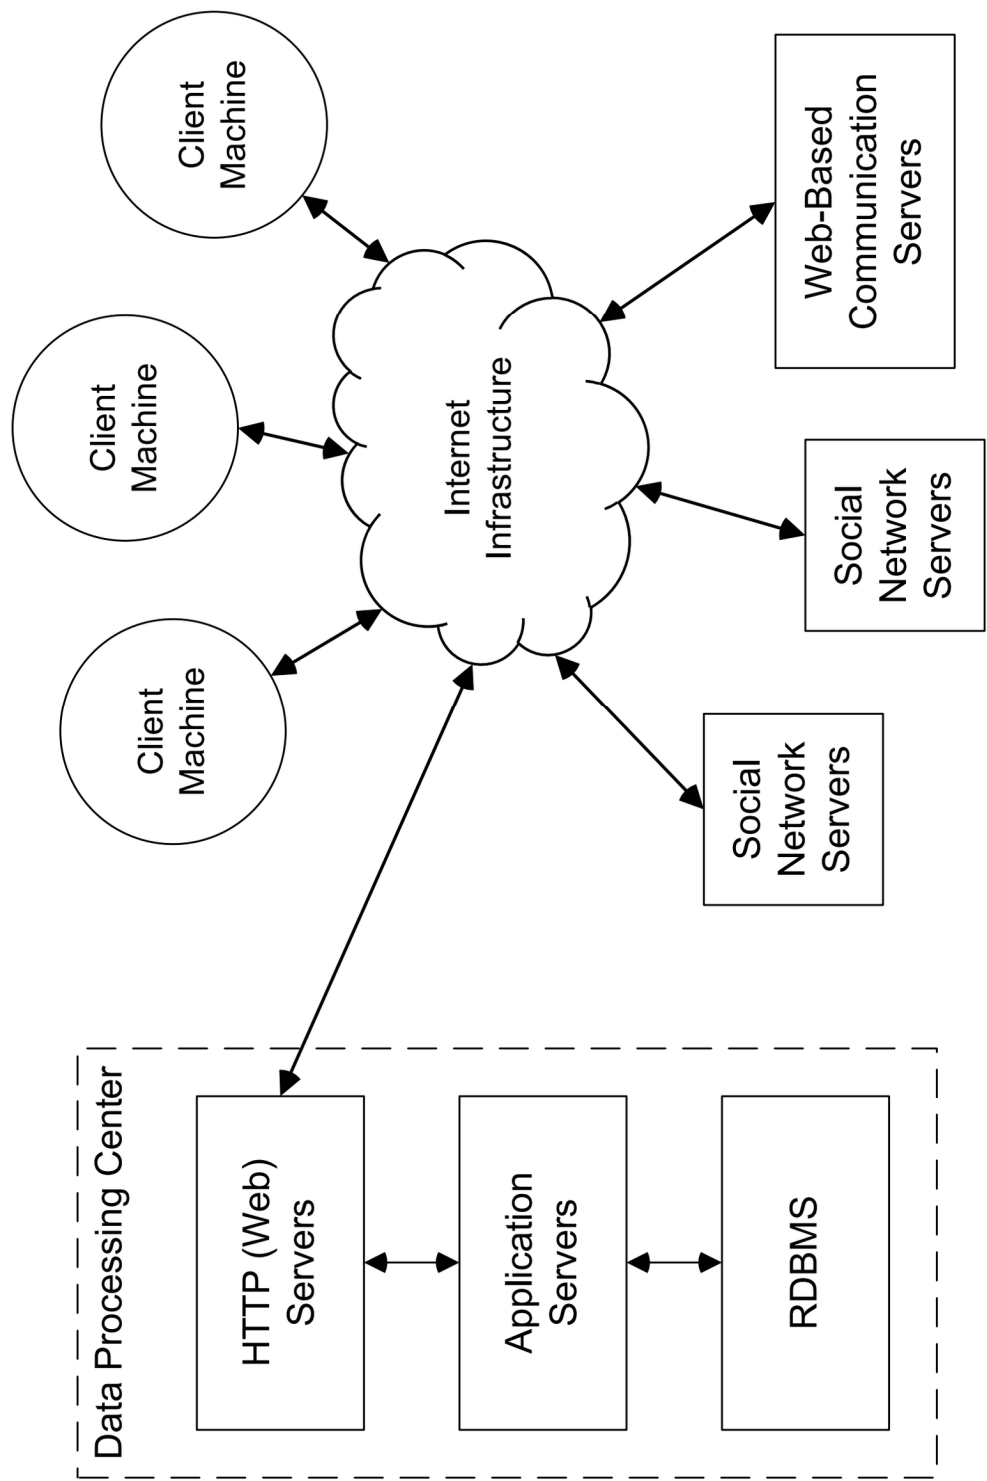 Data Processing Center
HTTP (Web)
Servers
Application
Servers
RDBMS
Client
Machine
Client
Machine
Client
Machine
Internet
Infrastructure
Social
Network
Servers
Social
Network
Servers
Web-Based
Communication
Servers